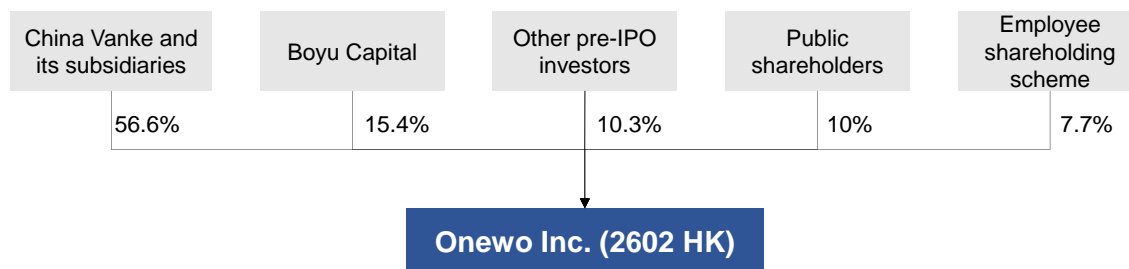 China Vanke and
its subsidiaries
Boyu Capital
Other pre-IPO
investors
Public
shareholders
Employee
shareholding
scheme
56.6%
15.4%
10.3%
10%
7.7%
Onewo Inc. (2602 HK)